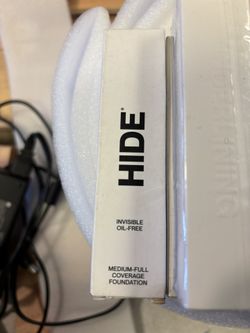 HIDE
INVISIBLE
OIL-FREE
MEDIUM-FULL
COVERAGE
FOUNDATION